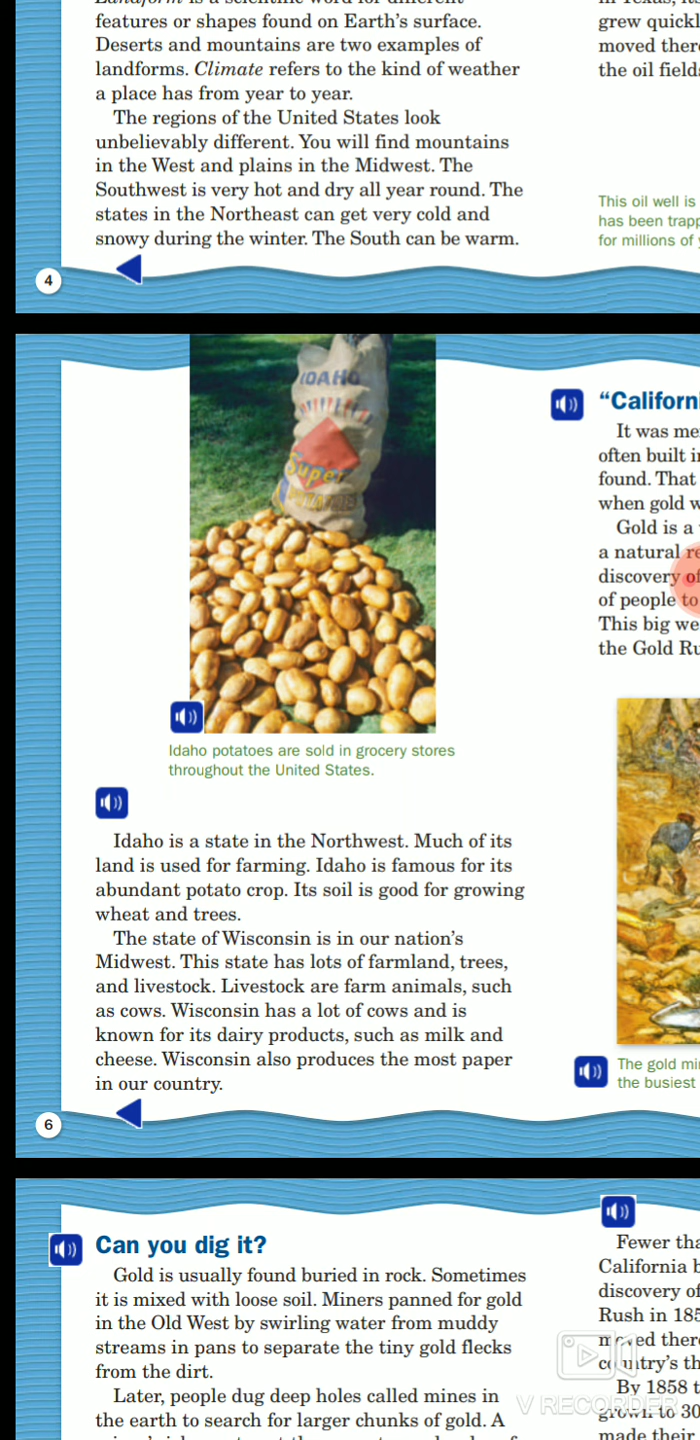 Landform is a scientific word for different
features or shapes found on Earth's surface.
Deserts and mountains are two examples of
landforms. Climate refers to the kind of weather
a place has from year to year.
The regions of the United States look
unbelievably different. You will find mountains
in the West and plains in the Midwest. The
Southwest is very hot and dry all year round. The
states in the Northeast can get very cold and
snowy during the winter. The South can be warm.
4
in Texas, its
grew quickl
moved ther
the oil field
This oil well is
has been trapp
for millions of
IDAHO
Super
POTATOES
Idaho potatoes are sold in grocery stores
throughout the United States.
Idaho is a state in the Northwest. Much of its
land is used for farming. Idaho is famous for its
abundant potato crop. Its soil is good for growing
wheat and trees.
The state of Wisconsin is in our nation's
Midwest. This state has lots of farmland, trees,
and livestock. Livestock are farm animals, such
as cows. Wisconsin has a lot of cows and is
known for its dairy products, such as milk and
cheese. Wisconsin also produces the most paper
in our country.
6
"Californi
It was me
often built i
found. That
when gold w
Gold is a
a natural re
discovery of
of people to
This big we
the Gold Ru
The gold mi
the busiest
Can you dig it?
Gold is usually found buried in rock. Sometimes
it is mixed with loose soil. Miners panned for gold
in the Old West by swirling water from muddy
streams in pans to separate the tiny gold flecks
from the dirt.
Later, people dug deep holes called mines in
the earth to search for larger chunks of gold. A
Fewer tha
California b
discovery of
Rush in 185
moved ther
country's th
By 1858 t
grown to 30
made their
V RECORDER